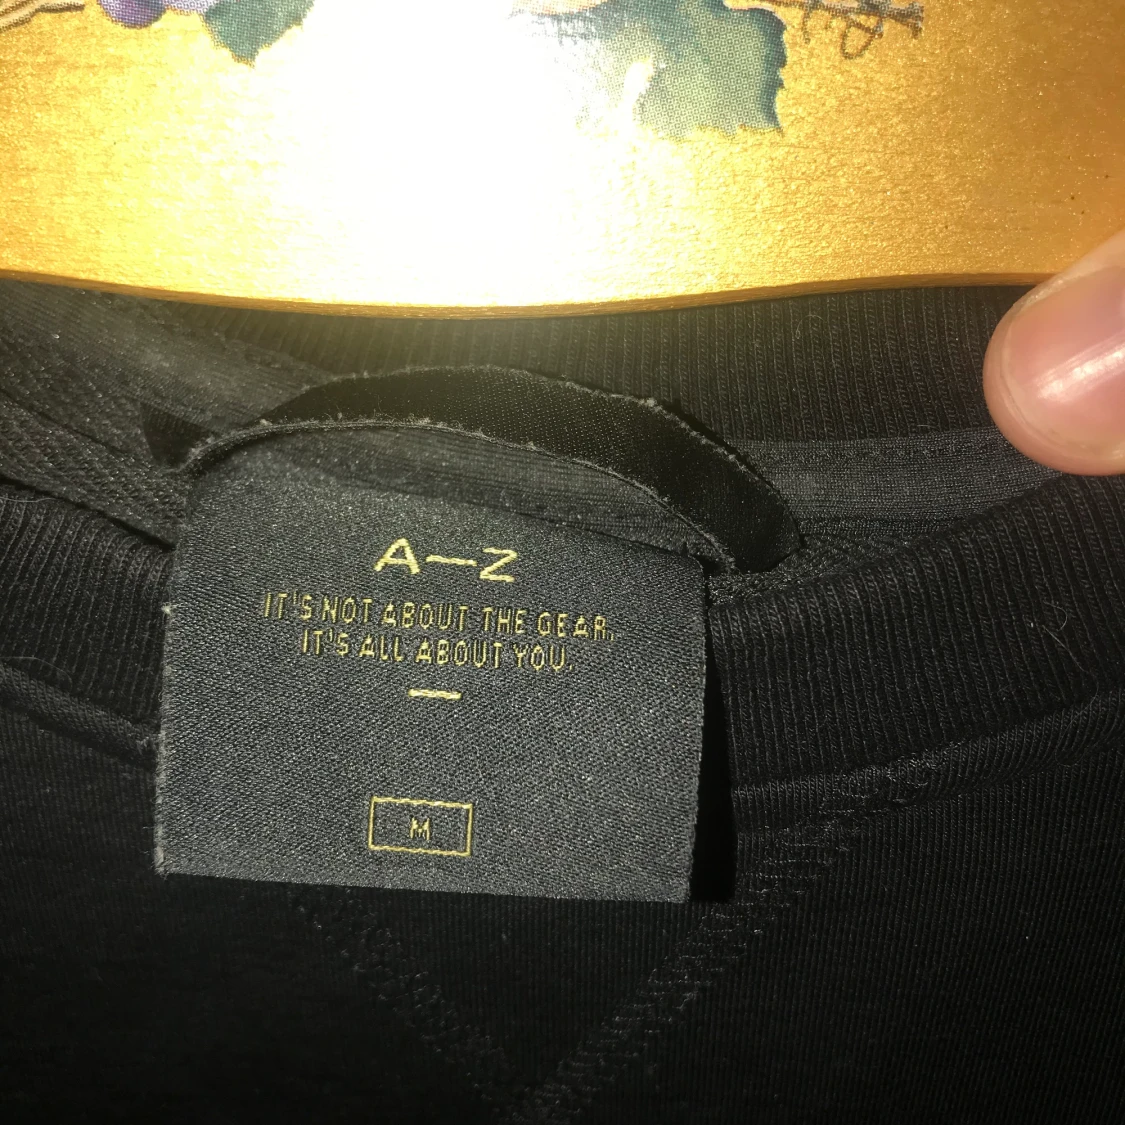 A—Z
IT'S NOT ABOUT THE GEAR.
IT'S ALL ABOUT YOU.
M